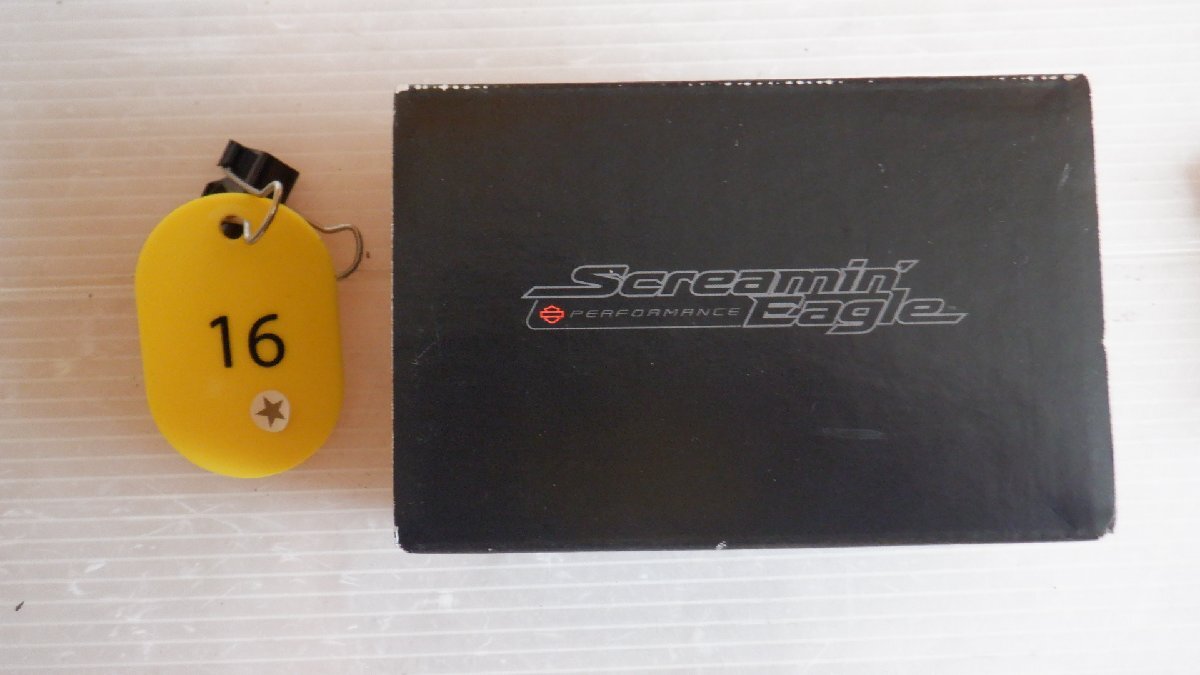 16
Screamin'
PERFORMANCE Eagle